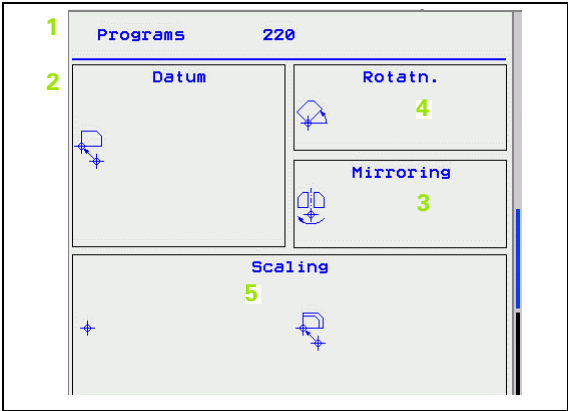 1 Programs 220
2 Datum Rotatn.
4
Mirroring
3
Scaling
5